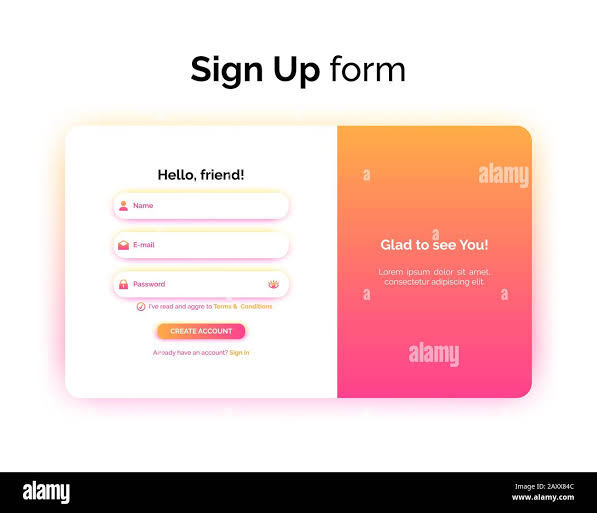 Sign Up form
Hello, friend!
Name
E-mail
Password
I've read and aggre to Terms & Conditions
CREATE ACCOUNT
Already have an account? Sign in
a
alamy
a
Glad to see You!
Lorem ipsum dolor sit amet,
consectetur adipiscing elit
a
a
alamy
alamy
Image ID: 2AXX84C
www.alamy.com